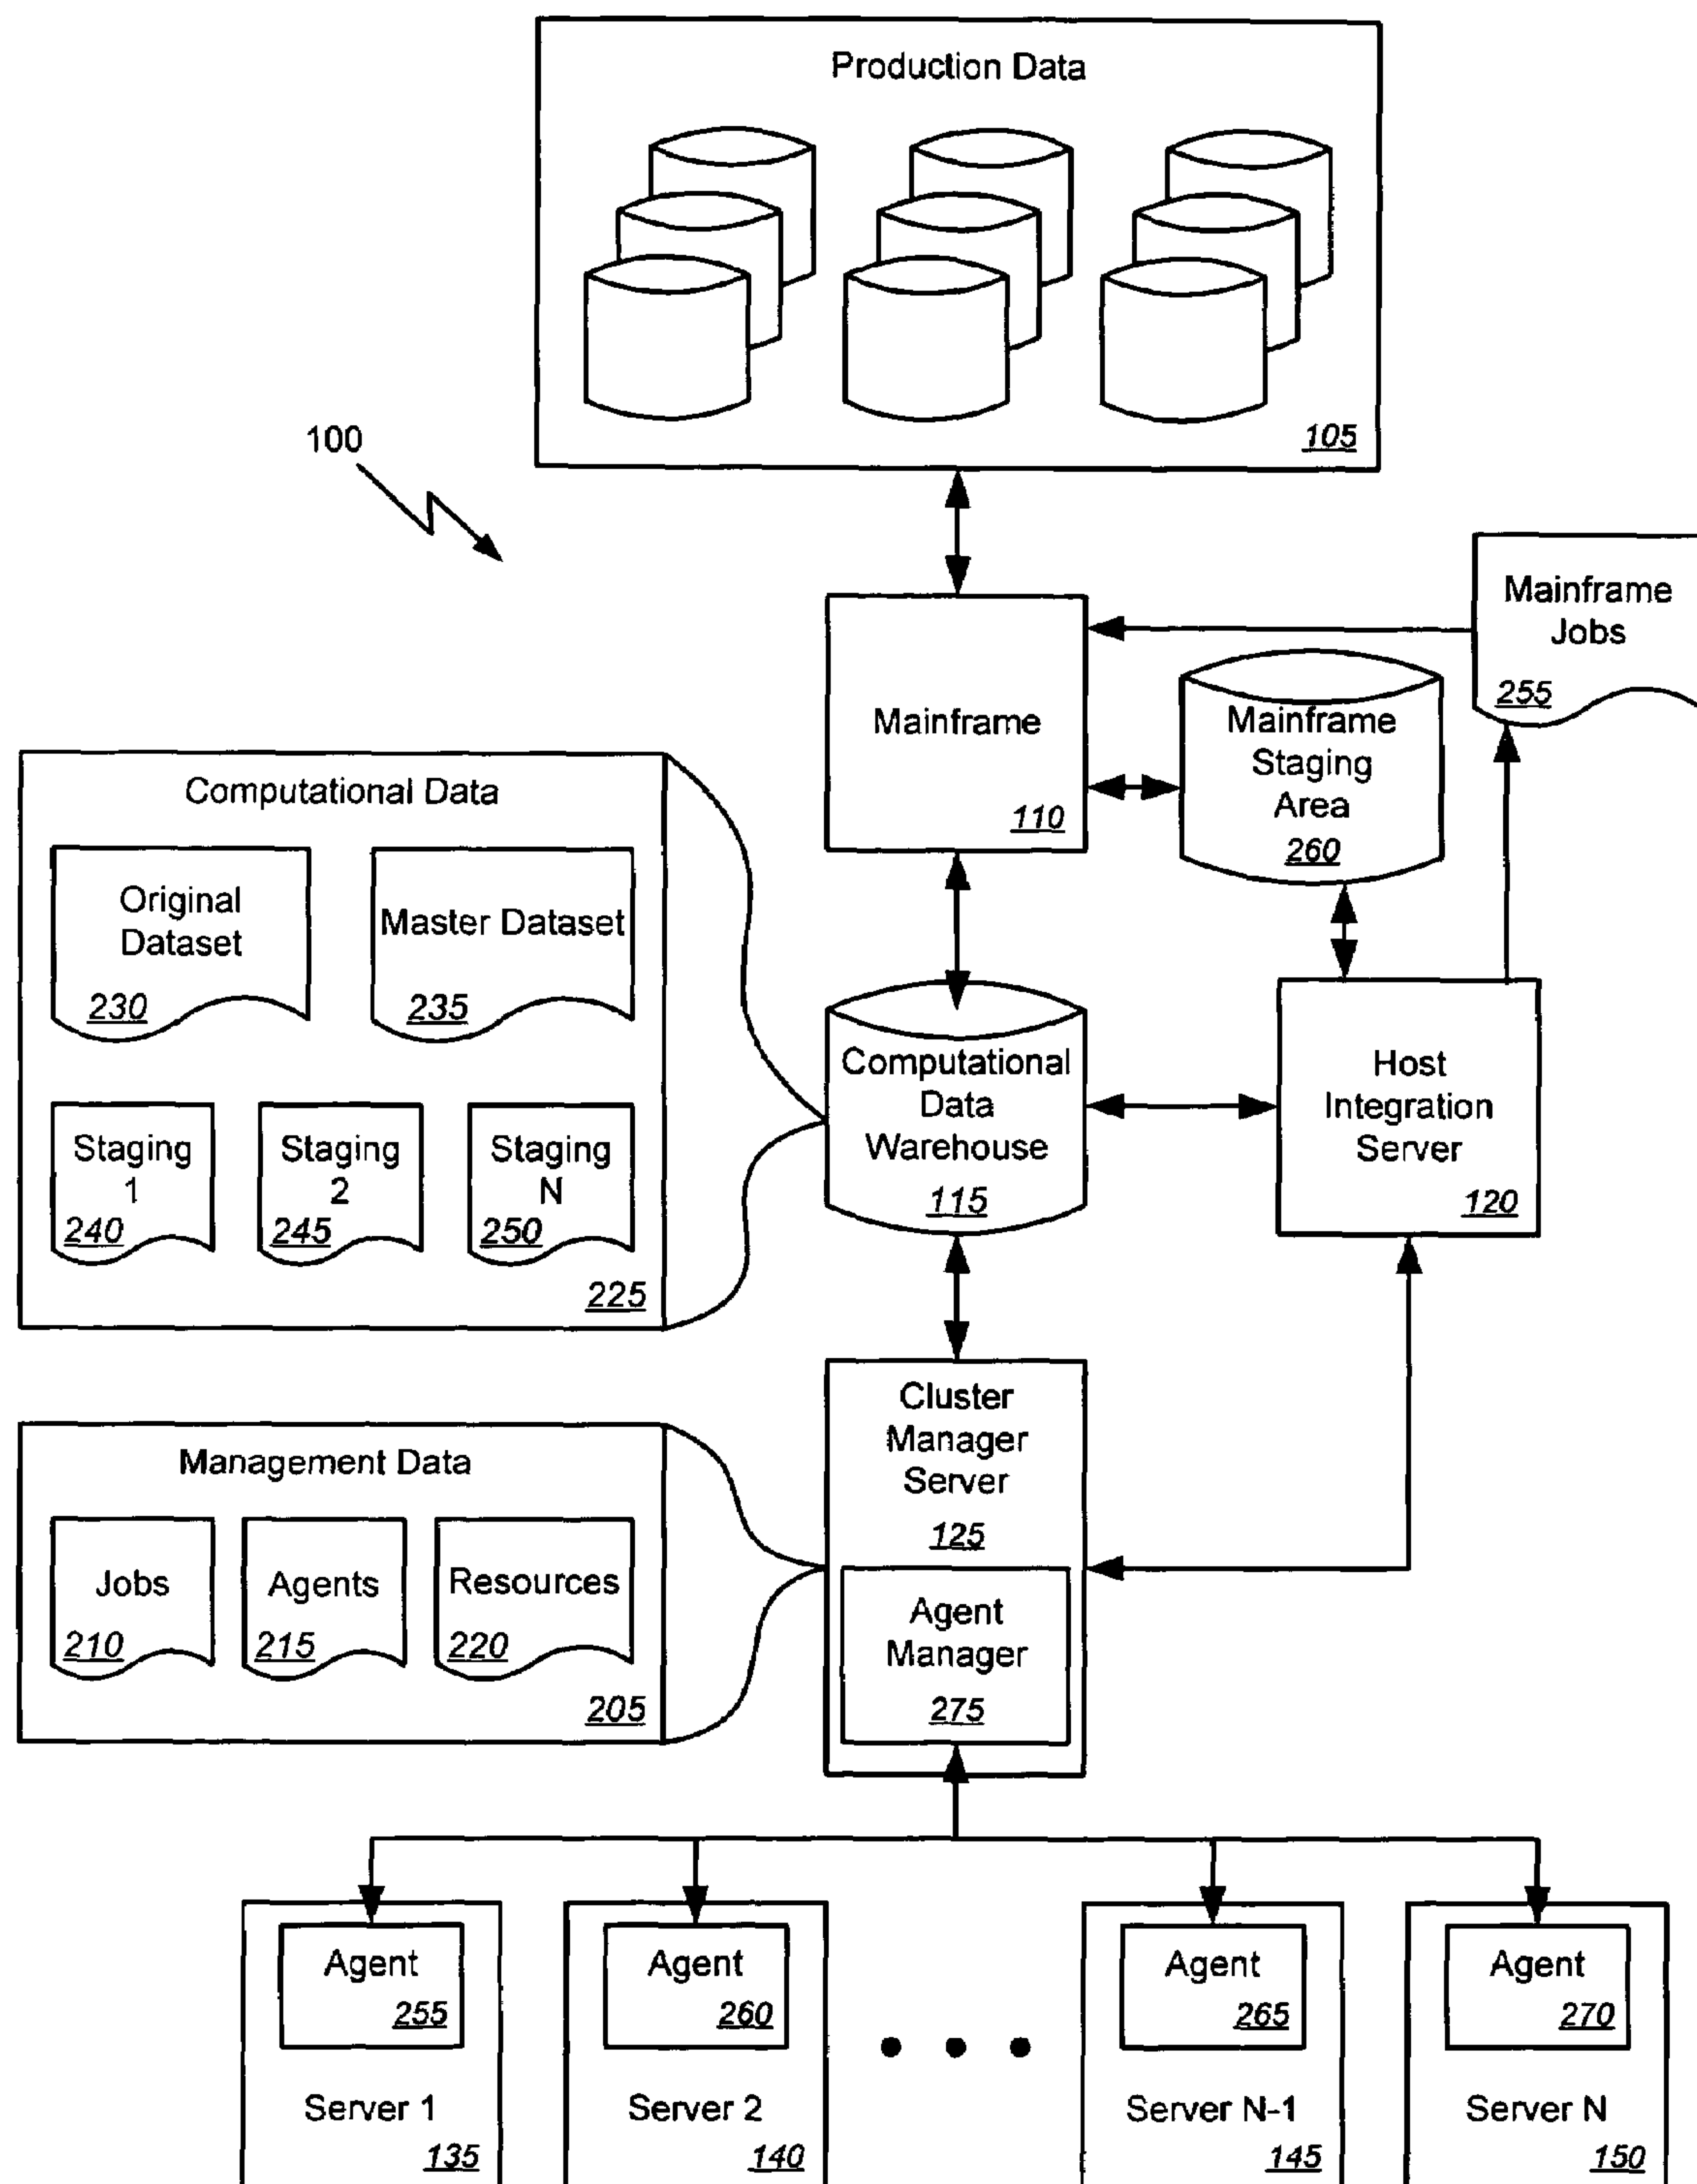 Production Data
105
100
Mainframe
Jobs
255
Mainframe
110
Mainframe
Staging
Area
260
Computational Data
Original
Dataset
230
Master Dataset
235
Staging
1
240
Staging
2
245
Staging
N
250
225
Computational
Data
Warehouse
115
Host
Integration
Server
120
Cluster
Manager
Server
125
Agent
Manager
275
Management Data
Jobs
210
Agents
215
Resources
220
205
Agent
255
Server 1
135
Agent
260
Server 2
140
Agent
265
Server N-1
145
Agent
270
Server N
150